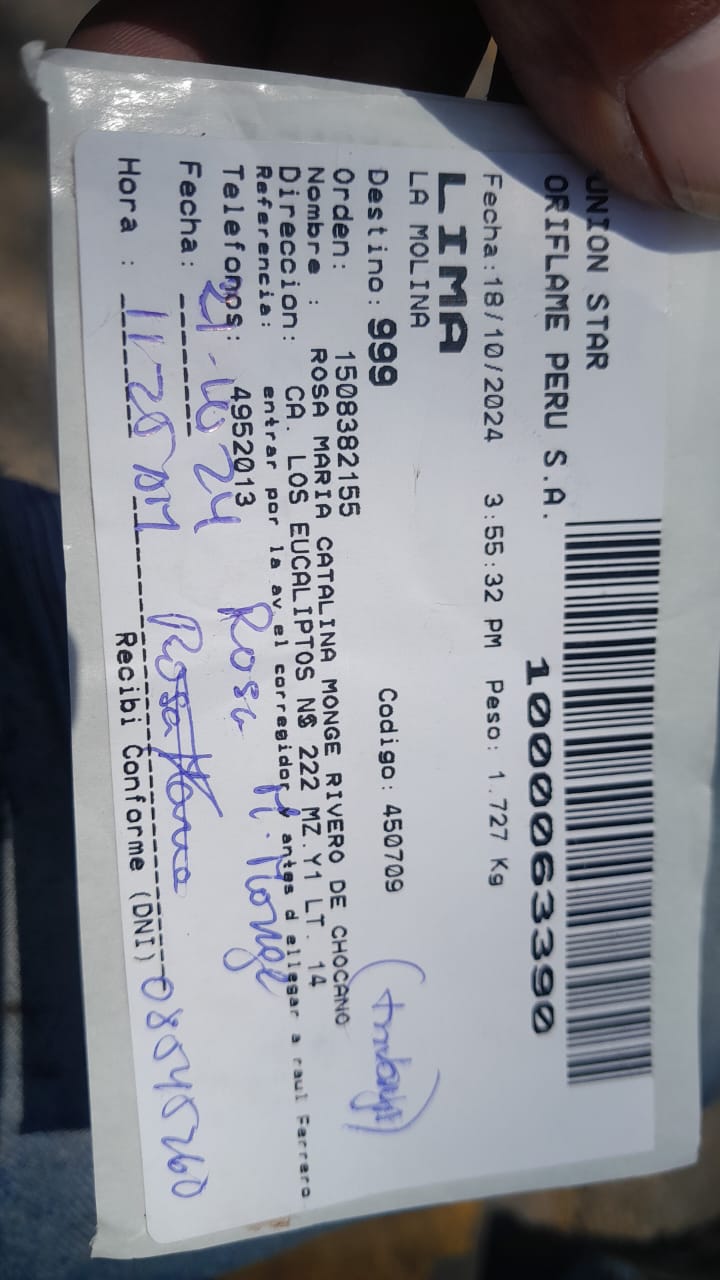 UNION STAR
ORIFLAME PERU S.A.
1000063390
Fecha:18/10/2024 3:55:32 PM Peso: 1.727 Kg
LIMA
LA MOLINA
Destino: 999 Codigo: 450709
Orden: 1508382155
Nombre : ROSA MARIA CATALINA MONGE RIVERO DE CHOCANO
Direccion: CA. LOS EUCALIPTOS N$ 222 MZ.Y1 LT. 14
Referencia: entrar por la av el corregidor y antes d ellegar a raul Ferrero
Telefonos: 4952013 Rosa M. Monge
Fecha: 21-10 24
Hora : 11:20 AM Rosa
Recibi Conforme (DNI)